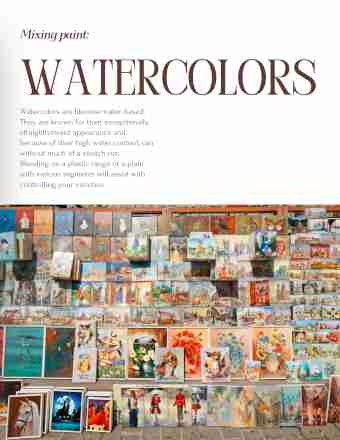 Mixing paint:
WATERCOLORS
Watercolors are likewise water-based.
They are known for their exceptionally
straightforward appearance and,
because of their high water content, can
without much of a stretch run.
Blending on a plastic range or a plate
with various segments will assist with
controlling your varieties.